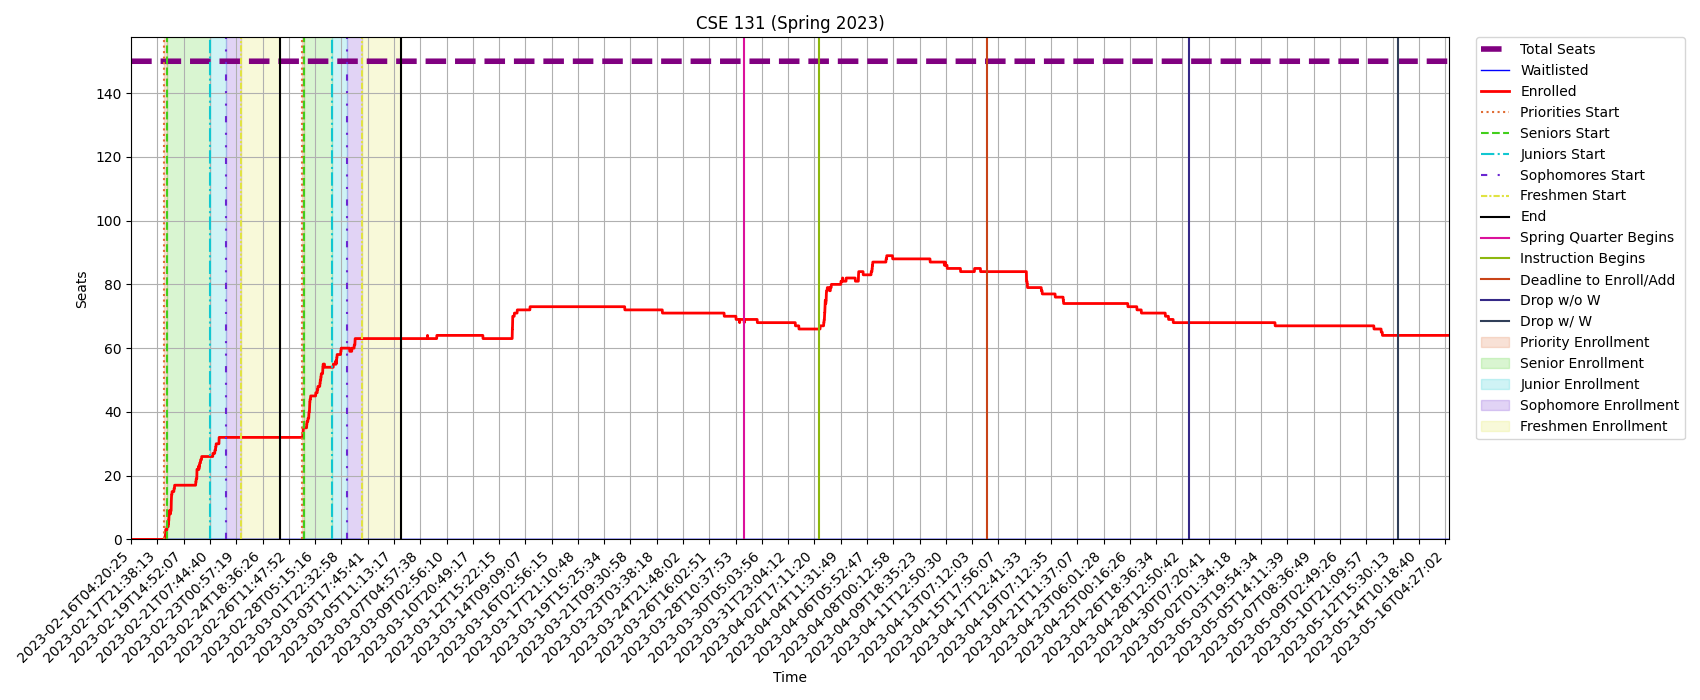 CSE 131 (Spring 2023)
Seats
140
120
100
80
60
40
20
0
2023-02-16T04:20:25
2023-02-17T21:38:13
2023-02-19T14:52:07
2023-02-21T07:44:40
2023-02-23T00:57:19
2023-02-24T18:36:26
2023-02-26T11:47:52
2023-02-28T05:15:16
2023-03-01T22:32:58
2023-03-03T17:45:41
2023-03-05T11:13:17
2023-03-07T04:57:38
2023-03-09T02:56:10
2023-03-10T20:49:17
2023-03-12T15:22:15
2023-03-14T09:09:07
2023-03-16T02:56:15
2023-03-17T21:10:48
2023-03-19T15:25:34
2023-03-21T09:30:58
2023-03-23T03:38:18
2023-03-24T21:48:02
2023-03-26T16:02:51
2023-03-28T10:37:53
2023-03-30T05:03:56
2023-03-31T23:04:12
2023-04-02T17:11:20
2023-04-04T11:31:49
2023-04-06T05:52:47
2023-04-08T00:12:58
2023-04-09T18:35:23
2023-04-11T12:50:30
2023-04-13T07:12:03
2023-04-15T17:56:07
2023-04-17T12:41:33
2023-04-19T07:12:35
2023-04-21T11:37:07
2023-04-23T06:01:28
2023-04-25T00:16:26
2023-04-26T18:36:34
2023-04-28T12:50:42
2023-04-30T07:20:41
2023-05-02T01:34:18
2023-05-03T19:54:34
2023-05-05T14:11:39
2023-05-07T08:36:49
2023-05-10T02:49:26
2023-05-10T21:09:57
2023-05-12T15:30:13
2023-05-14T10:18:40
2023-05-16T04:27:02
Time
Total Seats
Waitlisted
Enrolled
Priorities Start
Seniors Start
Juniors Start
Sophomores Start
Freshmen Start
End
Spring Quarter Begins
Instruction Begins
Deadline to Enroll/Add
Drop w/o W
Drop w/ W
Priority Enrollment
Senior Enrollment
Junior Enrollment
Sophomore Enrollment
Freshmen Enrollment